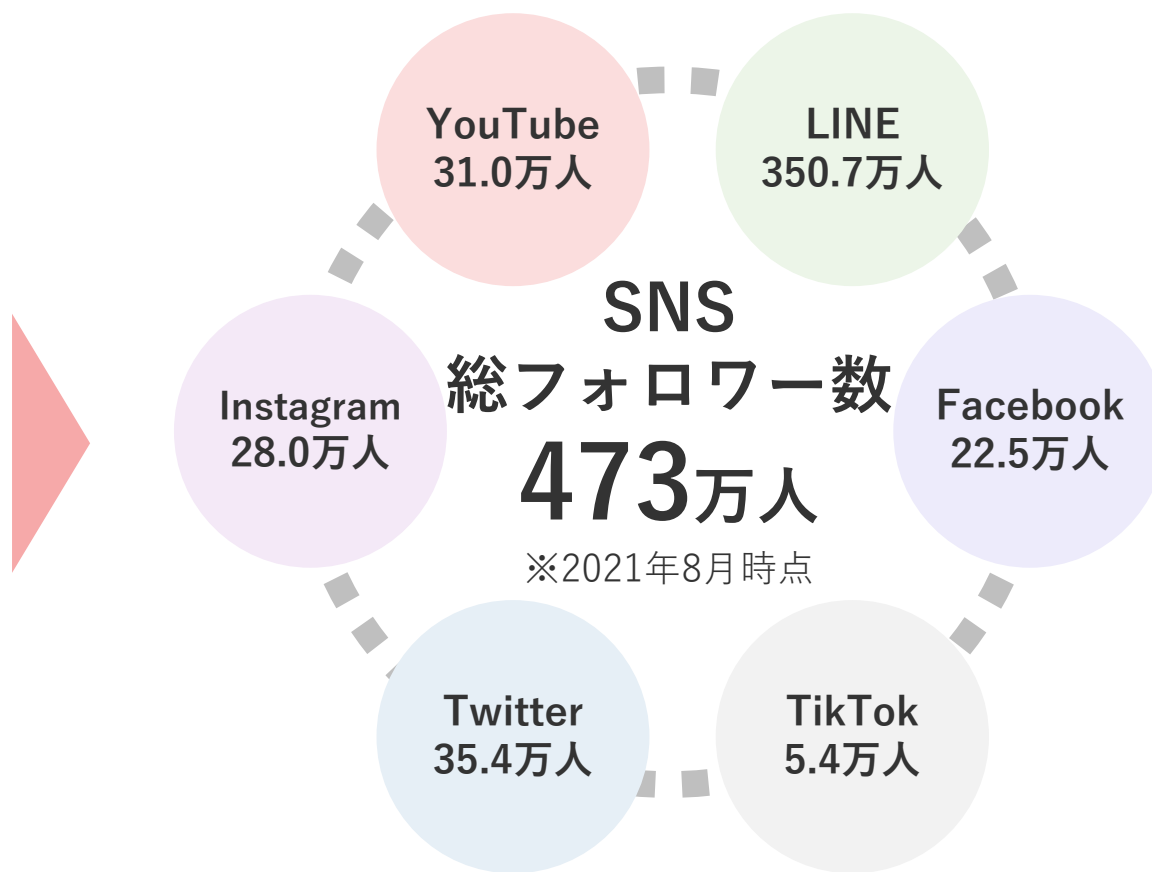 YouTube
31.0万人
LINE
350.7万人
SNS
総フォロワー数
473万人
※2021年8月時点
Instagram
28.0万人
Facebook
22.5万人
Twitter
35.4万人
TikTok
5.4万人